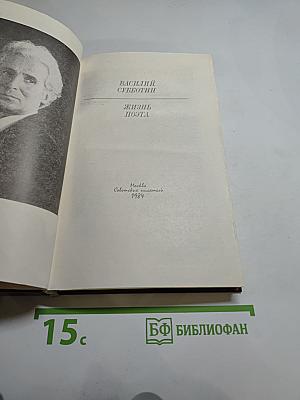 ВАСИЛИЙ
СУББОТИН
ЖИЗНЬ
ПОЭТА
Москва
Советский писатель
1984
15с
БФ БИБЛИОФАН